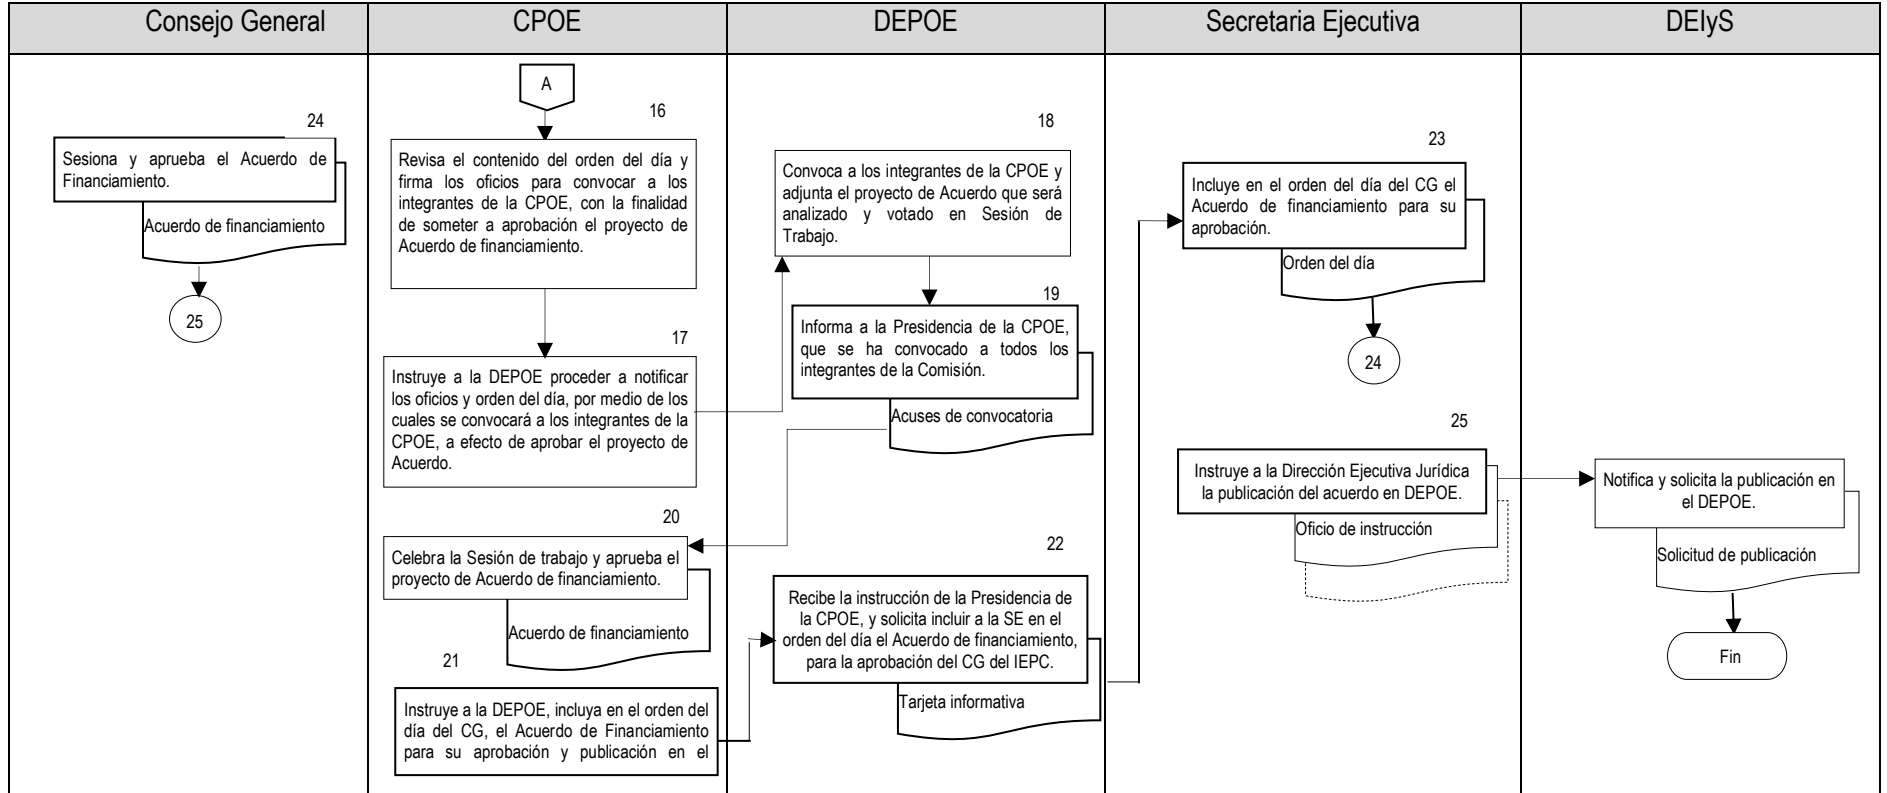 Consejo General
CPOE
DEPOE
Secretaria Ejecutiva
DEIyS
24
Sesiona y aprueba el Acuerdo de
Financiamiento.
Acuerdo de financiamiento
25
A
16
Revisa el contenido del orden del día y
firma los oficios para convocar a los
integrantes de la CPOE, con la finalidad
de someter a aprobación el proyecto de
Acuerdo de financiamiento.
17
Instruye a la DEPOE proceder a notificar
los oficios y orden del día, por medio de los
cuales se convocará a los integrantes de la
CPOE, a efecto de aprobar el proyecto de
Acuerdo.
20
Celebra la Sesión de trabajo y aprueba el
proyecto de Acuerdo de financiamiento.
Acuerdo de financiamiento
21
Instruye a la DEPOE, incluya en el orden del
día del CG, el Acuerdo de Financiamiento
para su aprobación y publicación en el
18
Convoca a los integrantes de la CPOE y
adjunta el proyecto de Acuerdo que será
analizado y votado en Sesión de
Trabajo.
19
Informa a la Presidencia de la CPOE,
que se ha convocado a todos los
integrantes de la Comisión.
Acuses de convocatoria
22
Recibe la instrucción de la Presidencia de
la CPOE, y solicita incluir a la SE en el
orden del día el Acuerdo de financiamiento,
para la aprobación del CG del IEPC.
Tarjeta informativa
23
Incluye en el orden del día del CG el
Acuerdo de financiamiento para su
aprobación.
Orden del día
24
25
Instruye a la Dirección Ejecutiva Jurídica
la publicación del acuerdo en DEPOE.
Oficio de instrucción
Notifica y solicita la publicación en
el DEPOE.
Solicitud de publicación
Fin